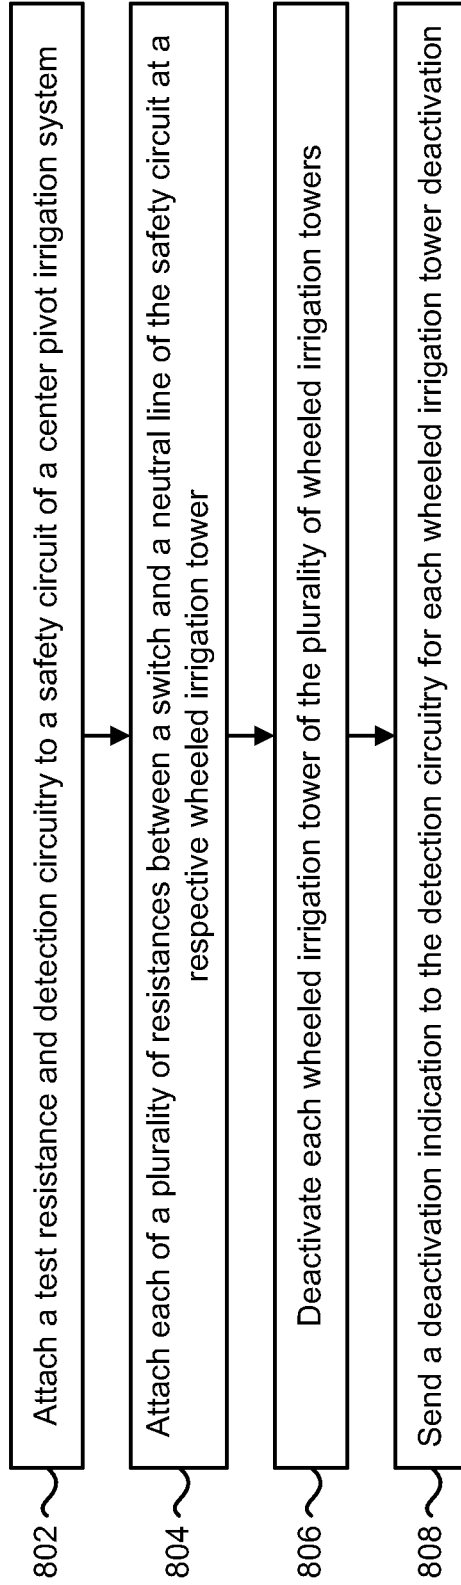 802
Attach a test resistance and detection circuitry to a safety circuit of a center pivot irrigation system
804
Attach each of a plurality of resistances between a switch and a neutral line of the safety circuit at a
respective wheeled irrigation tower
806
Deactivate each wheeled irrigation tower of the plurality of wheeled irrigation towers
808
Send a deactivation indication to the detection circuitry for each wheeled irrigation tower deactivation